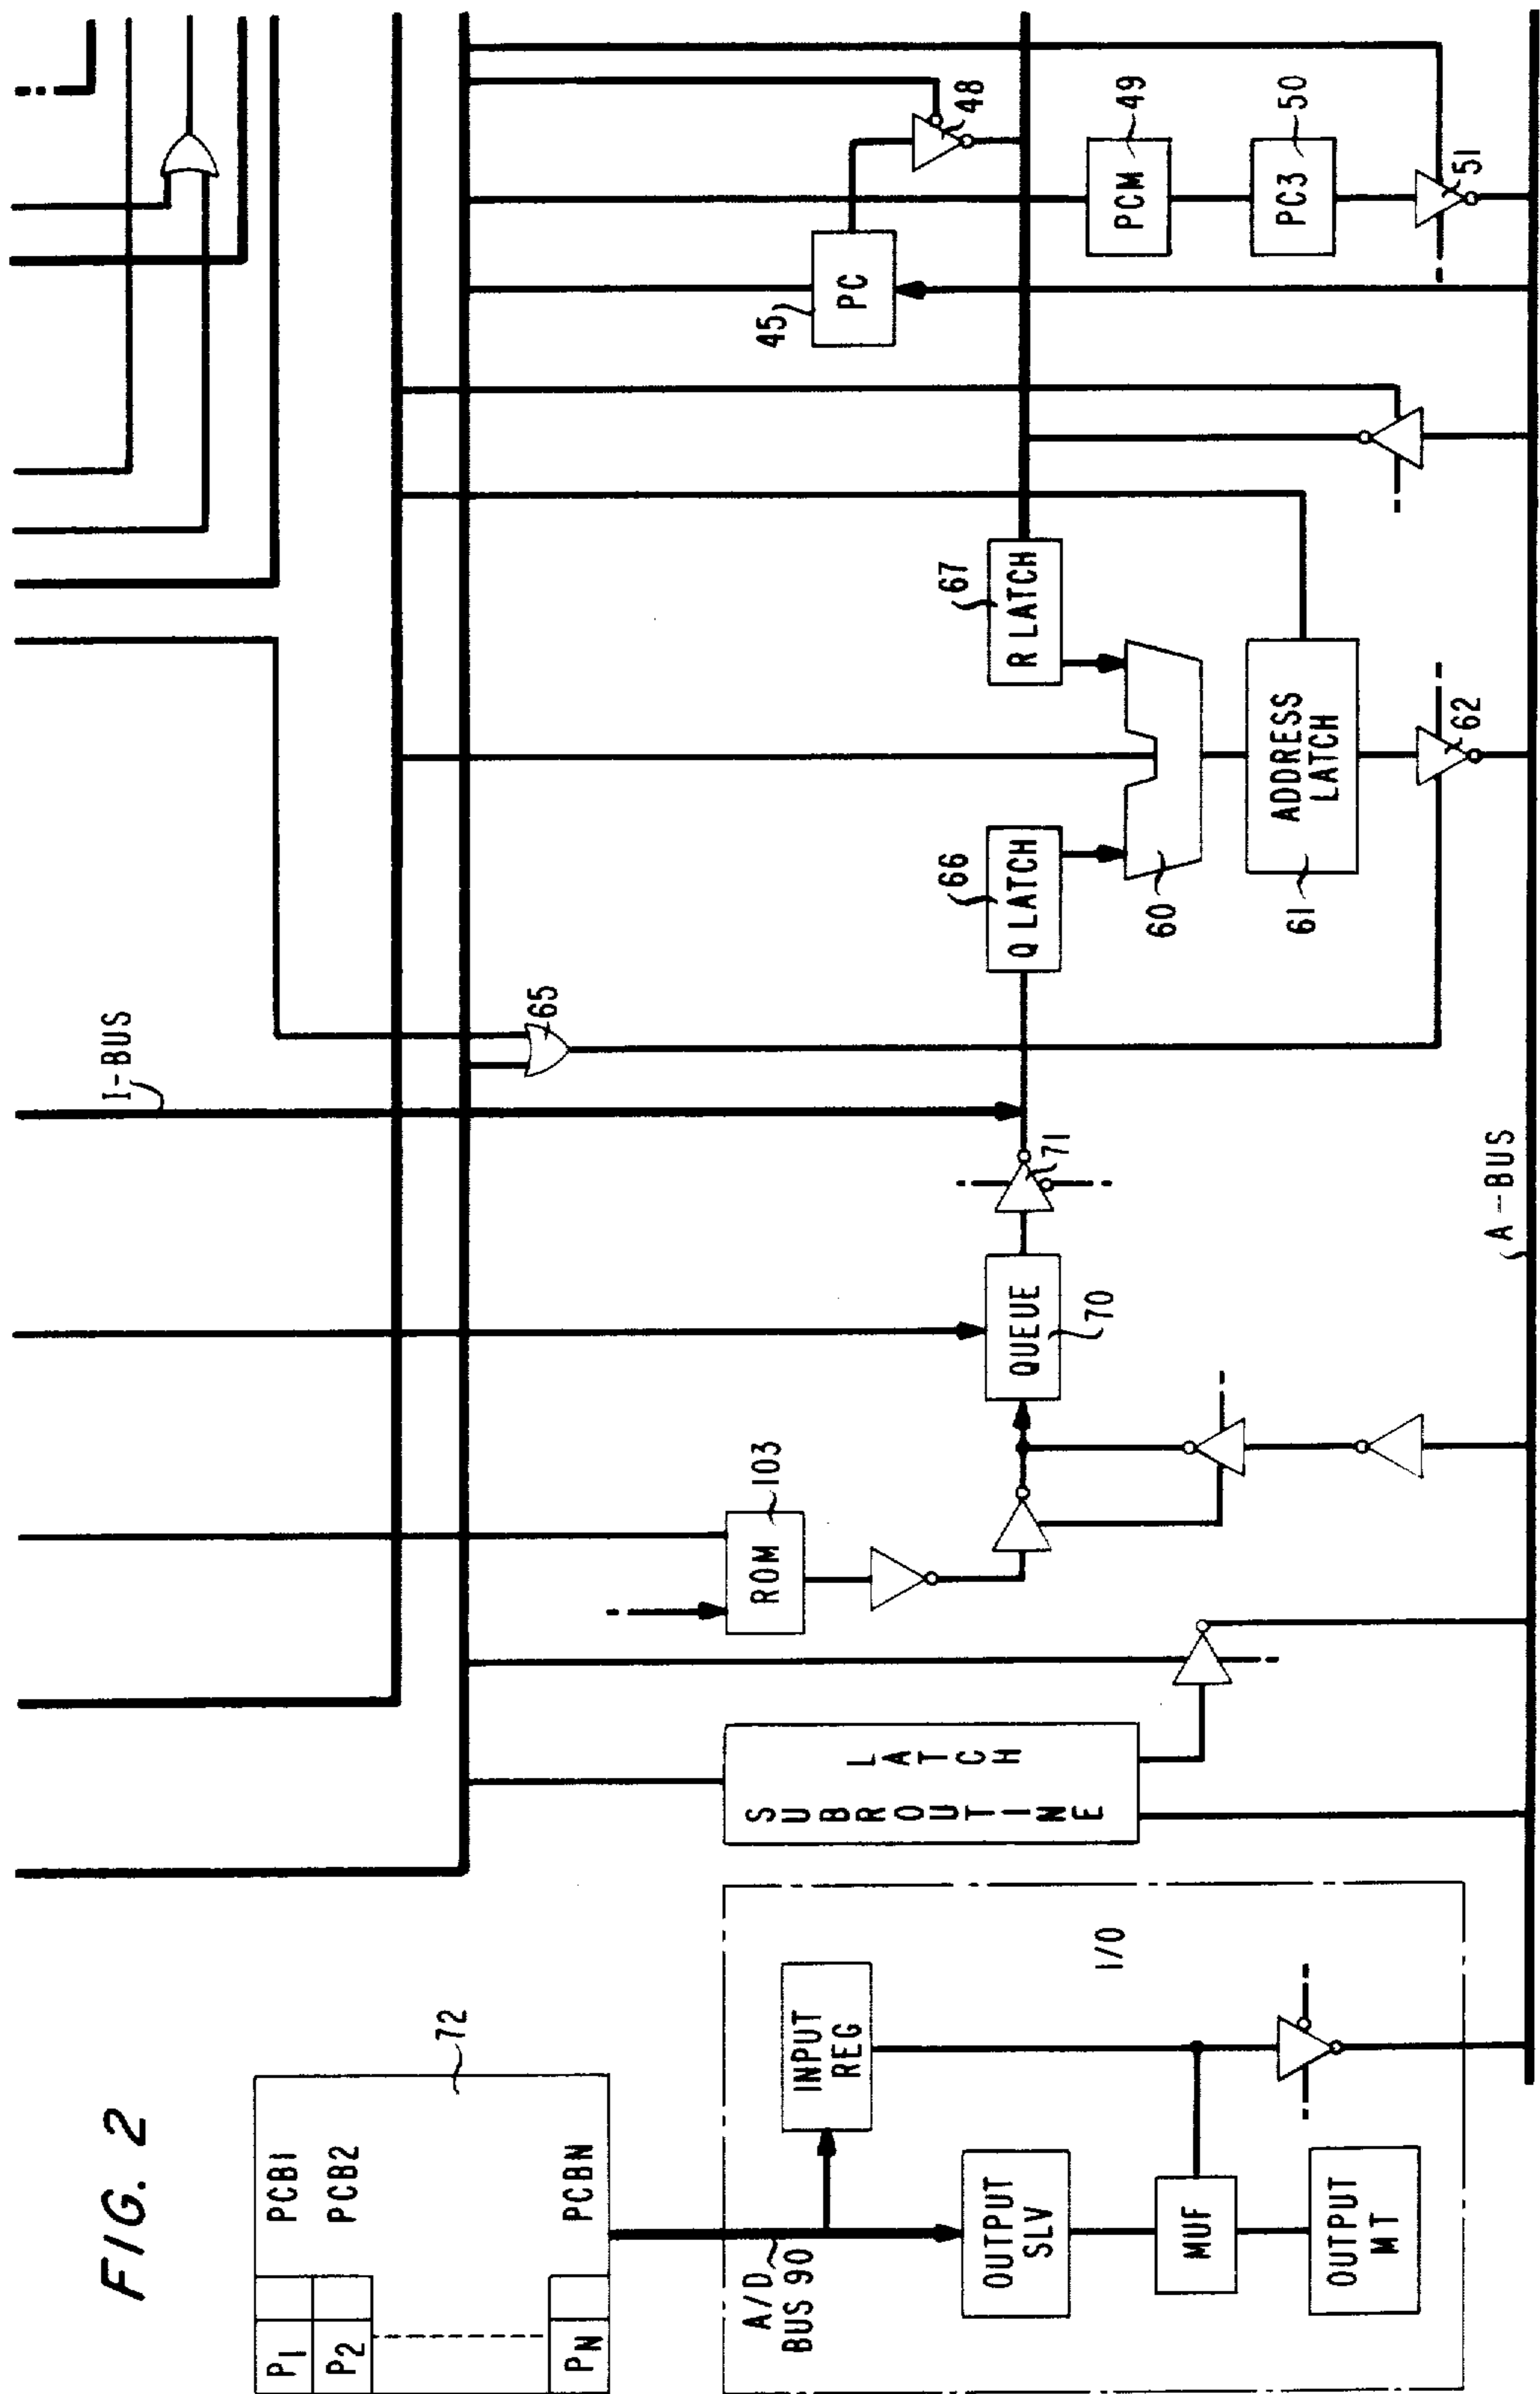 FIG. 2
P1
P2
PN
PCB1
PCB2
PCBN
72
A/D
BUS 90
INPUT
REG
OUTPUT
SLV
MUF
OUTPUT
MT
I/O
SUBROUTINE
LATCH
ROM
103
QUEUE
70
71
I-BUS
65
Q LATCH
66
R LATCH
67
60
ADDRESS
LATCH
61
62
A-BUS
45
PC
48
PCM
49
PC3
50
51